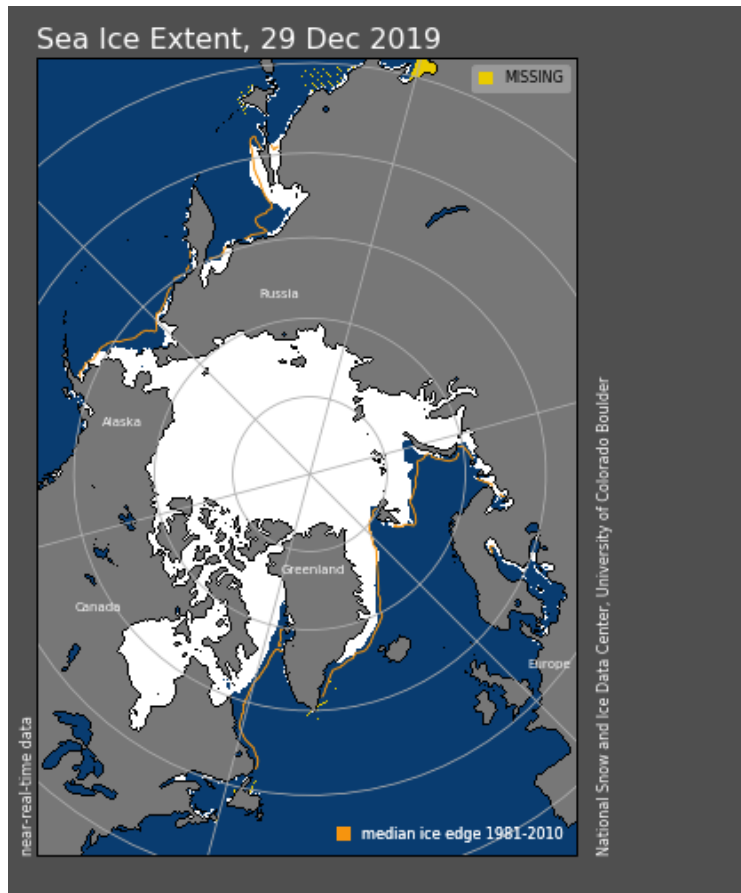 Sea Ice Extent, 29 Dec 2019
MISSING
Russia
Alaska
Greenland
Canada
Europe
near-real-time data
National Snow and Ice Data Center, University of Colorado Boulder
median ice edge 1981-2010